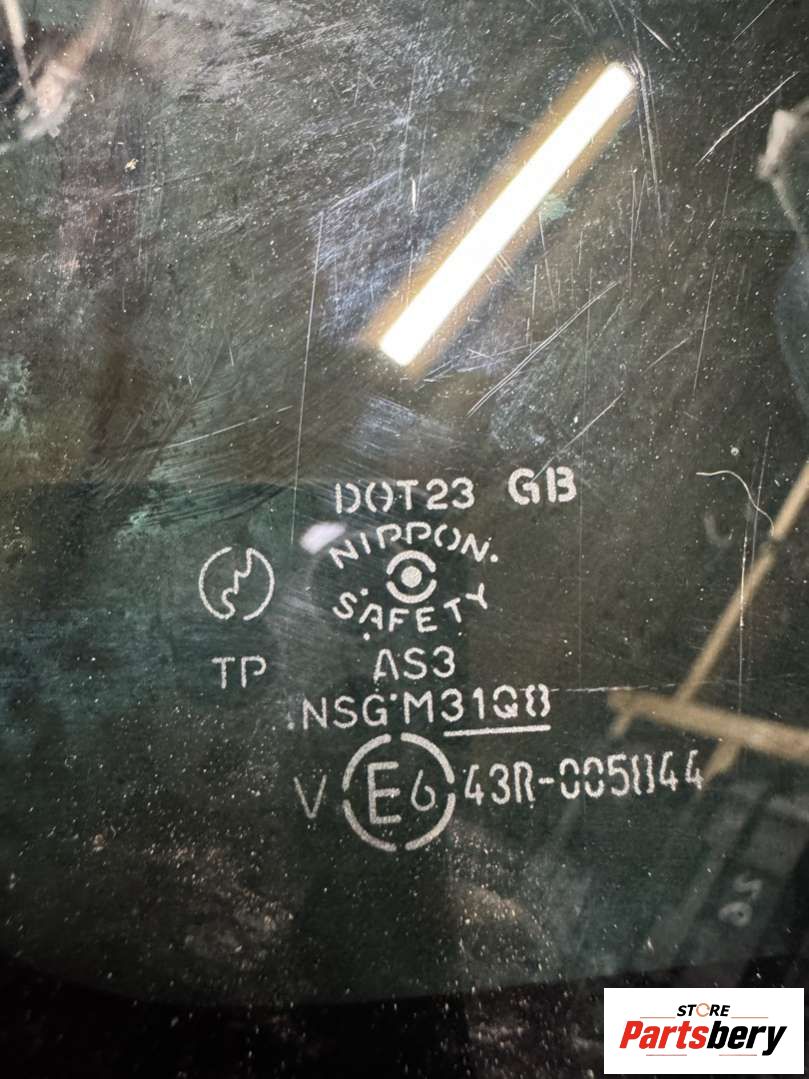 DOT23 GB
NIPPON
SAFETY
TP
AS3
NSG M31Q8
V E6 43R-005044
STORE
Partsbery